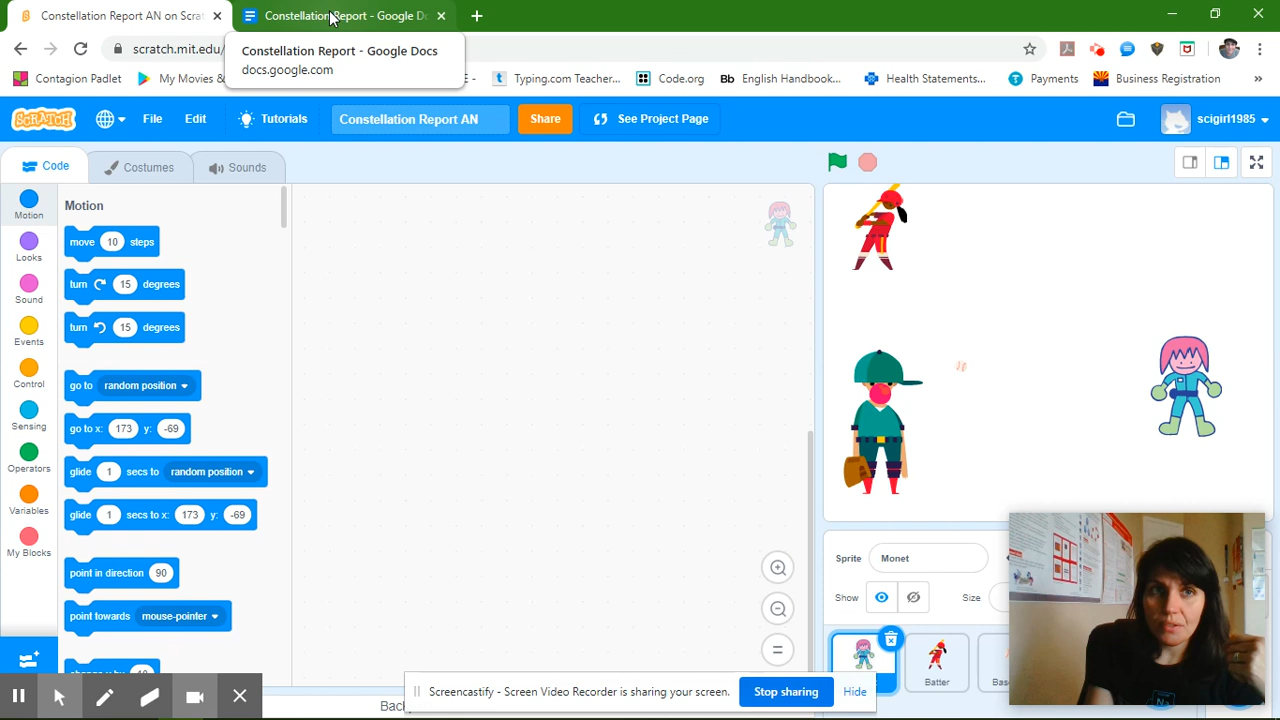 Constellation Report AN on Scrat
Constellation Report - Google Do
Constellation Report - Google Docs
docs.google.com
scratch.mit.edu/
Contagion Padlet
My Movies &
E -
Typing.com Teacher...
Code.org
Bb English Handbook...
Health Statements...
Payments
Business Registration
»
SCRATCH
File
Edit
Tutorials
Constellation Report AN
Share
See Project Page
scigirl1985
Code
Costumes
Sounds
Motion
Looks
Sound
Events
Control
Sensing
Operators
Variables
My Blocks
Motion
move 10 steps
turn 15 degrees
turn 15 degrees
go to random position
go to x: 173 y: -69
glide 1 secs to random position
glide 1 secs to x: 173 y: -69
point in direction 90
point towards mouse-pointer
Sprite Monet
Show
Size
Batter
Bas
Screencastify - Screen Video Recorder is sharing your screen.
Stop sharing
Hide